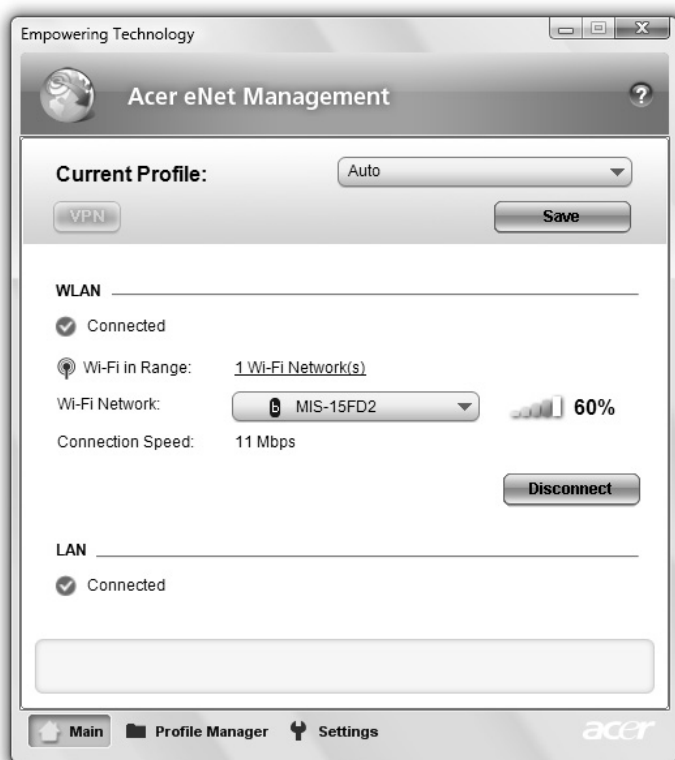 Empowering Technology
Acer eNet Management ?
Current Profile: Auto
VPN Save
WLAN
Connected
Wi-Fi in Range: 1 Wi-Fi Network(s)
Wi-Fi Network: b MIS-15FD2 60%
Connection Speed: 11 Mbps
Disconnect
LAN
Connected
Main Profile Manager Settings acer